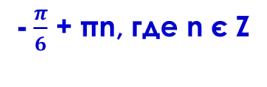 - π/6 + πn, где n є Z